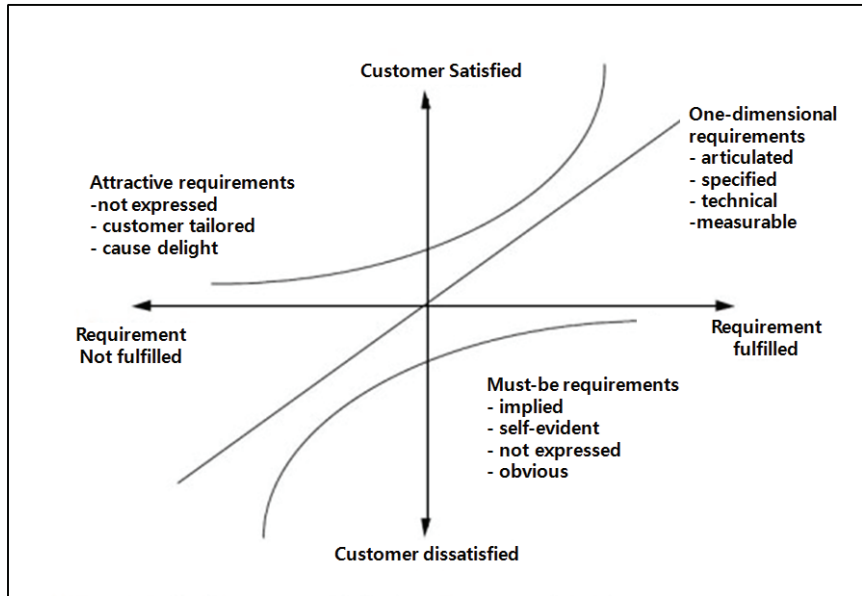 Customer Satisfied
One-dimensional
requirements
- articulated
- specified
- technical
-measurable
Attractive requirements
-not expressed
- customer tailored
- cause delight
Requirement
Not fulfilled
Requirement
fulfilled
Must-be requirements
- implied
- self-evident
- not expressed
- obvious
Customer dissatisfied